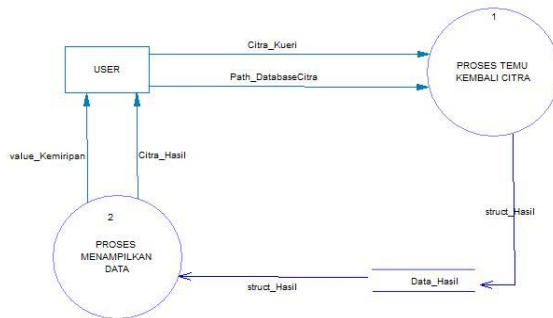 Citra_Kueri
1
USER
Path_DatabaseCitra
PROSES TEMU
KEMBALI CITRA
value_Kemiripan
Citra_Hasil
struct_Hasil
2
PROSES
MENAMPILKAN
DATA
struct_Hasil
Data_Hasil